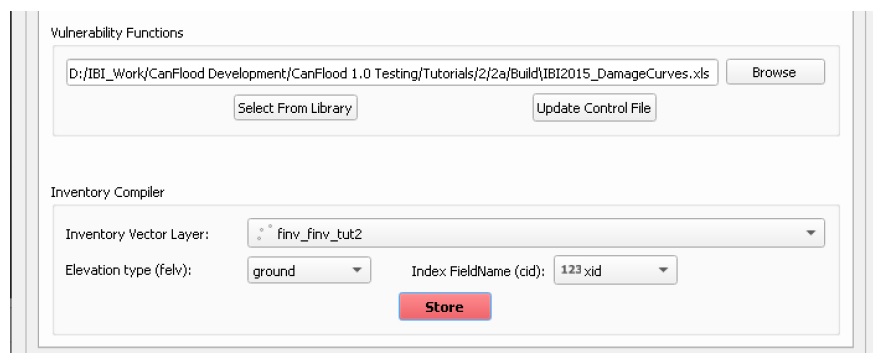 Vulnerability Functions
D:/IBI_Work/CanFlood Development/CanFlood 1.0 Testing/Tutorials/2/2a/Build\IBI2015_DamageCurves.xls Browse
Select From Library Update Control File
Inventory Compiler
Inventory Vector Layer: finv_finv_tut2
Elevation type (felv): ground Index FieldName (cid): 123 xid
Store